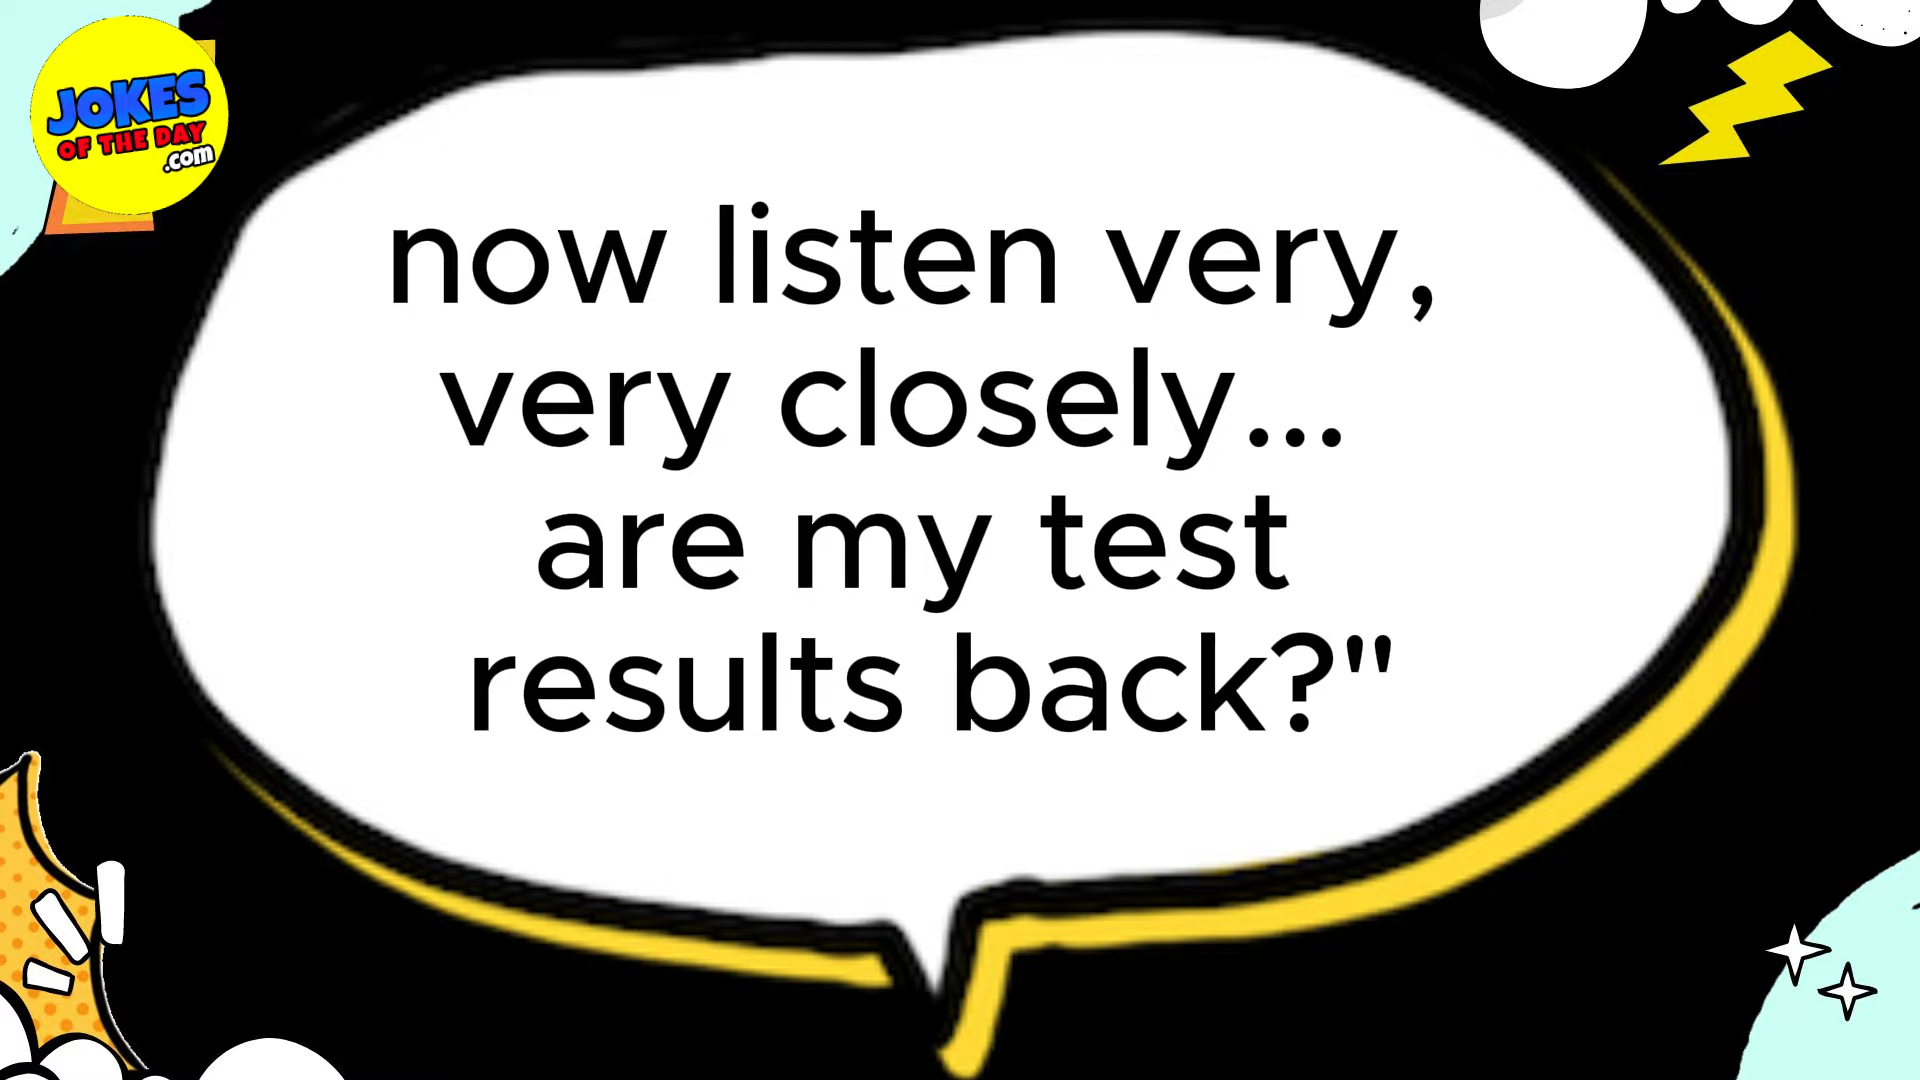 JOKES
OF THE DAY
.com
now listen very,
very closely...
are my test
results back?"